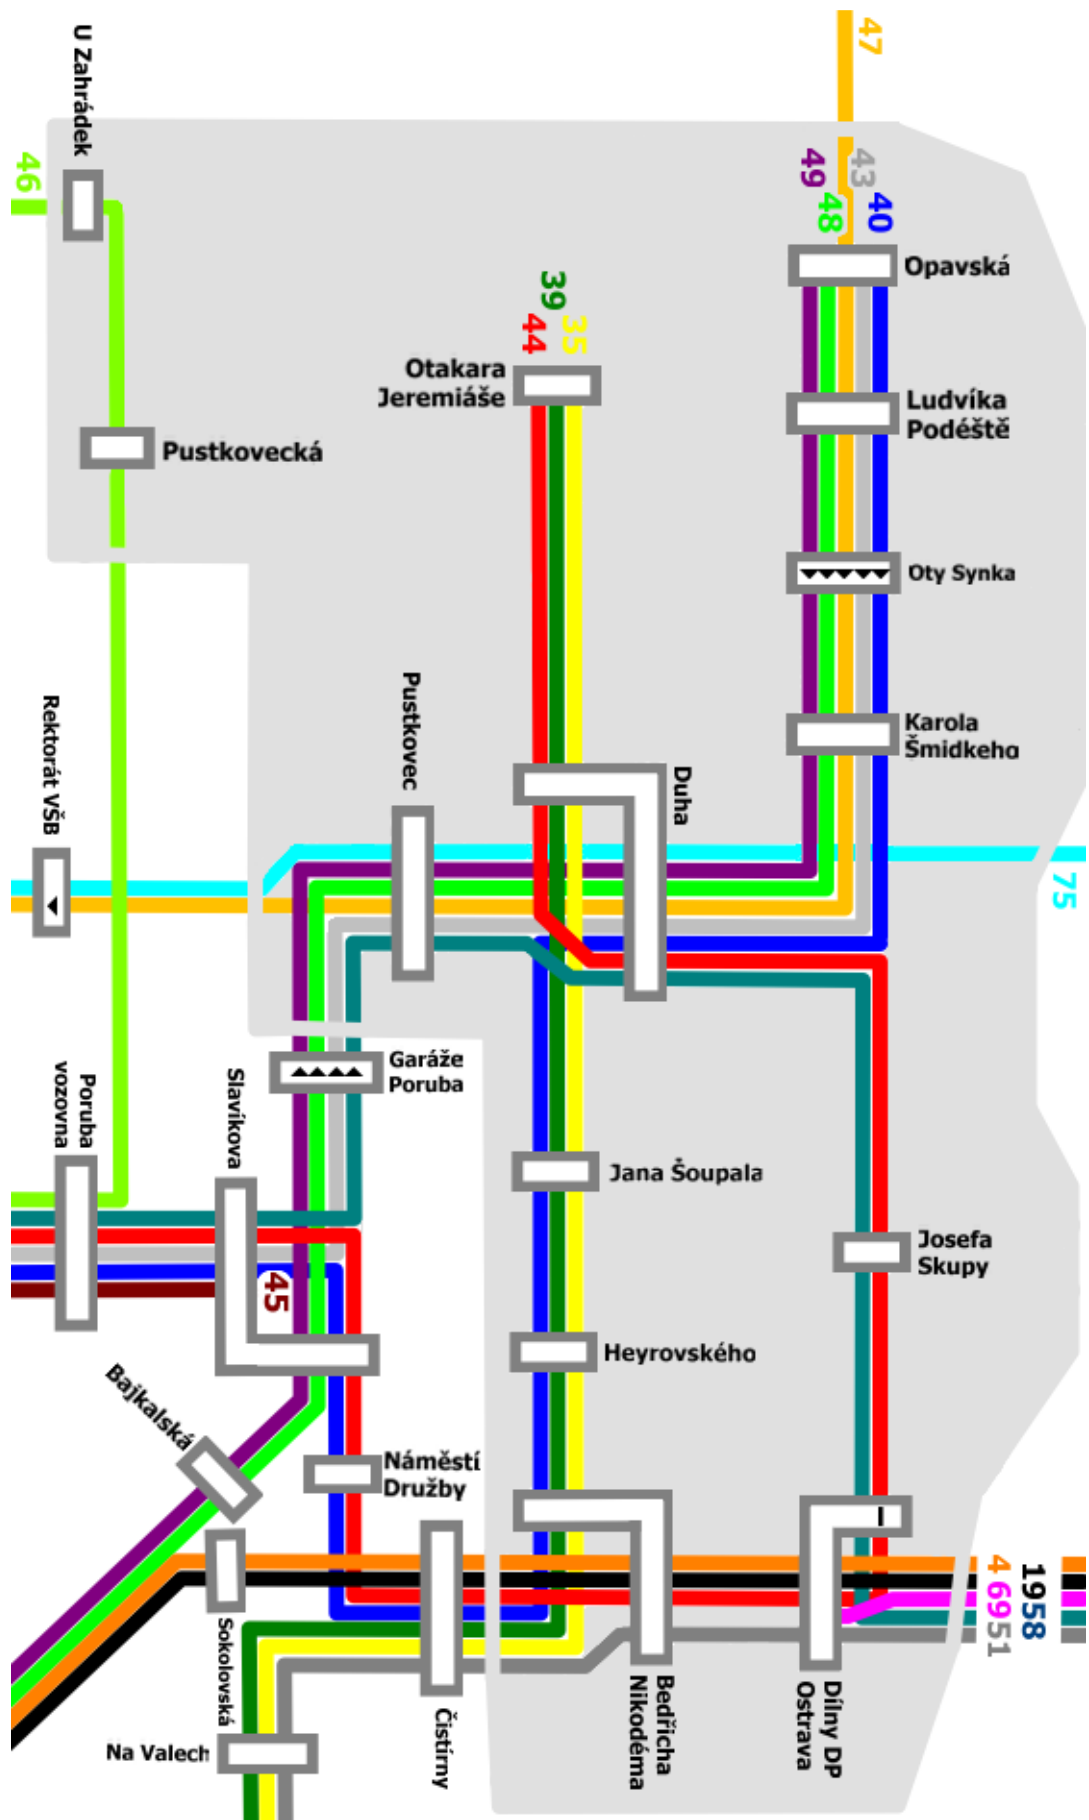 47
U Zahrádek
46
49
43
48
40
Opavská
39
44
35
Otakara
Jeremiáše
Ludvíka
Podéště
Pustkovecká
Oty Synka
Rektorát VŠB
Pustkovec
Duha
Karola
Šmidkeho
75
Poruba
vozovna
Slavíkova
Garáže
Poruba
Jana Šoupala
Josefa
Skupy
45
Heyrovského
Bajkalská
Náměstí
Družby
4
69
51
19
58
Sokolovská
Na Valech
Čistírny
Bedřicha
Nikodéma
Dílny DP
Ostrava